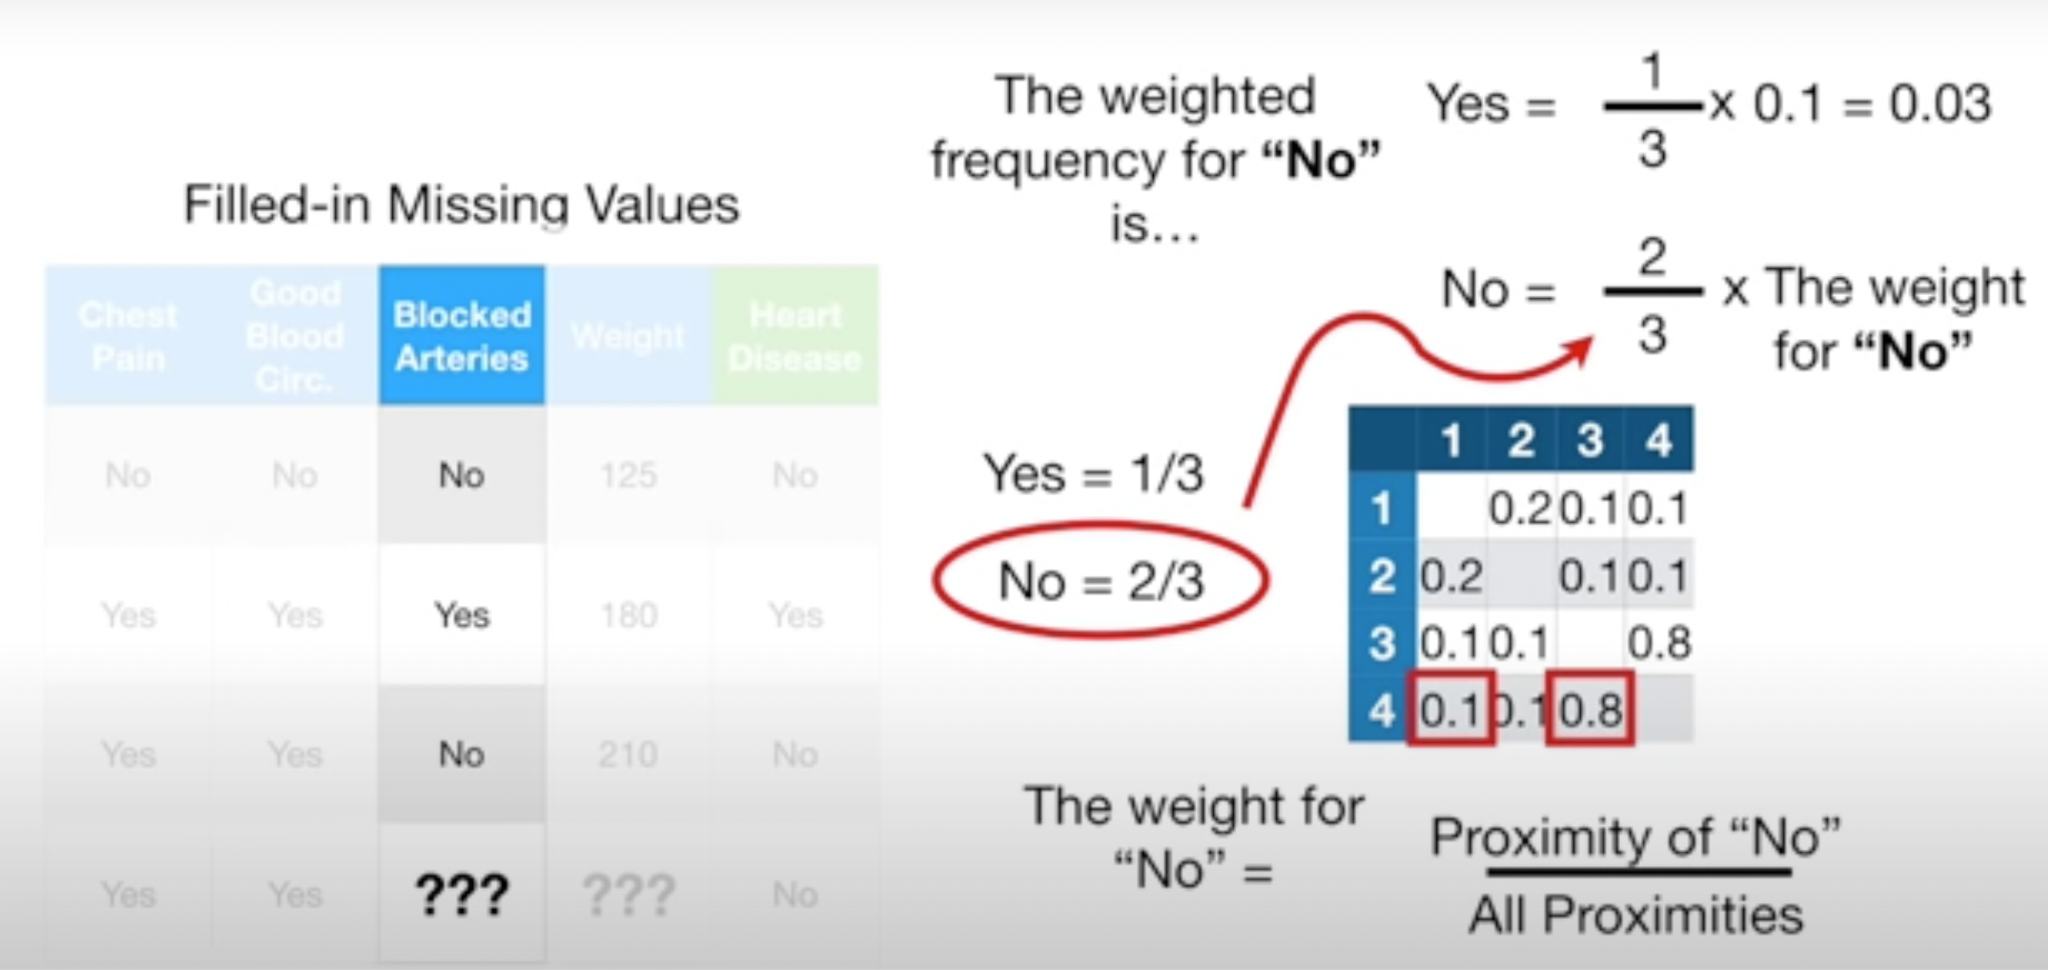 Filled-in Missing Values
Chest Pain	Good Blood Circ.	Blocked Arteries	Weight	Heart Disease
No	No	No	125	No
Yes	Yes	Yes	180	Yes
Yes	Yes	No	210	No
Yes	Yes	???	???	No
The weighted
frequency for “No”
is...
Yes = 1/3 x 0.1 = 0.03
No = 2/3 x The weight
for “No”
Yes = 1/3
No = 2/3
1 2 3 4
1 0.2 0.1 0.1
2 0.2 0.1 0.1
3 0.1 0.1 0.8
4 0.1 0.1 0.8
The weight for
“No” =
Proximity of “No”
All Proximities